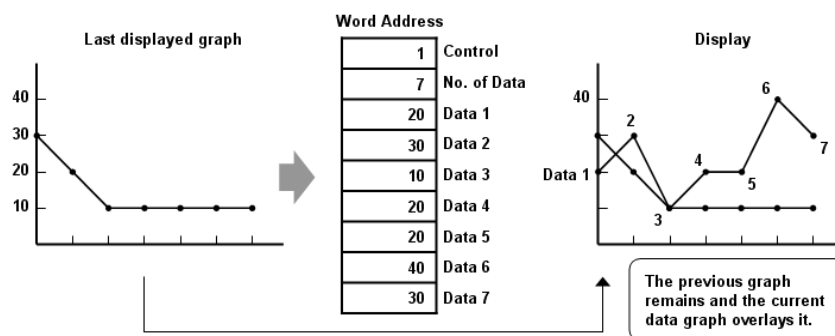 Word Address
Last displayed graph
40
30
20
10
1 Control
7 No. of Data
20 Data 1
30 Data 2
10 Data 3
20 Data 4
20 Data 5
40 Data 6
30 Data 7
Display
40
Data 1
2
3
4
5
6
7
The previous graph
remains and the current
data graph overlays it.